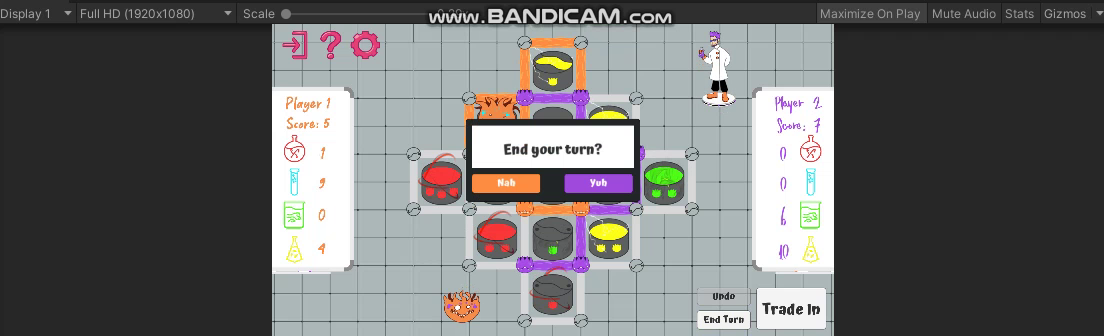 Display 1 Full HD (1920x1080) Scale Maximize On Play Mute Audio Stats Gizmos
www.BANDICAM.com
Player 1
Score: 5
1
9
0
4
Player 2
Score: 7
0
0
6
10
End your turn?
Nah Yuh
Undo
End Turn
Trade In